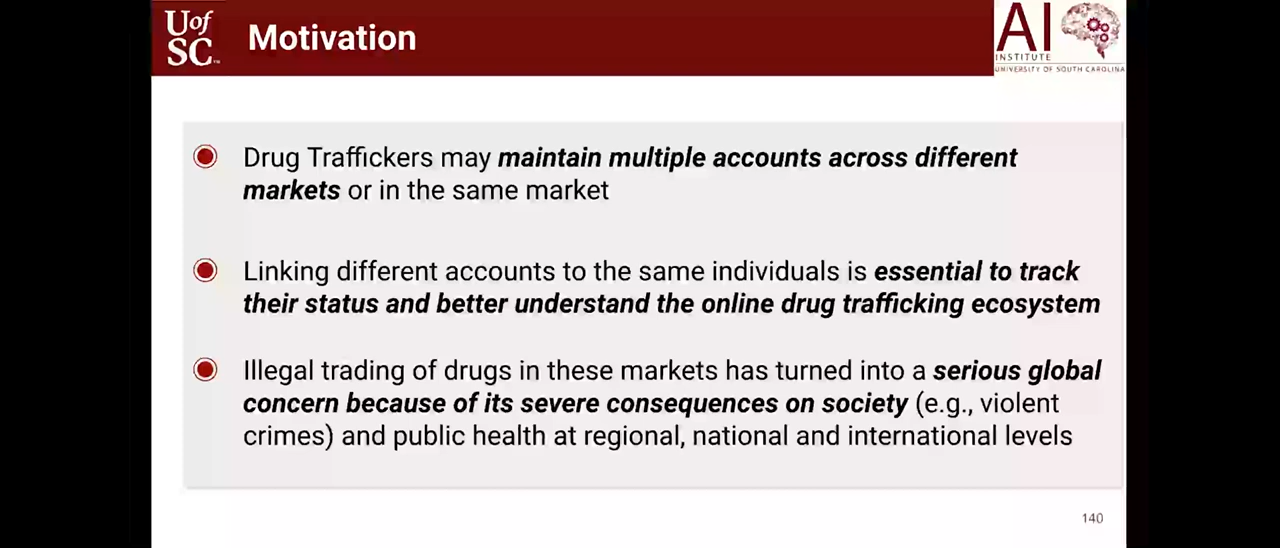 UofSC
Motivation
AI
INSTITUTE
UNIVERSITY OF SOUTH CAROLINA
Drug Traffickers may maintain multiple accounts across different
markets or in the same market
Linking different accounts to the same individuals is essential to track
their status and better understand the online drug trafficking ecosystem
Illegal trading of drugs in these markets has turned into a serious global
concern because of its severe consequences on society (e.g., violent
crimes) and public health at regional, national and international levels
140